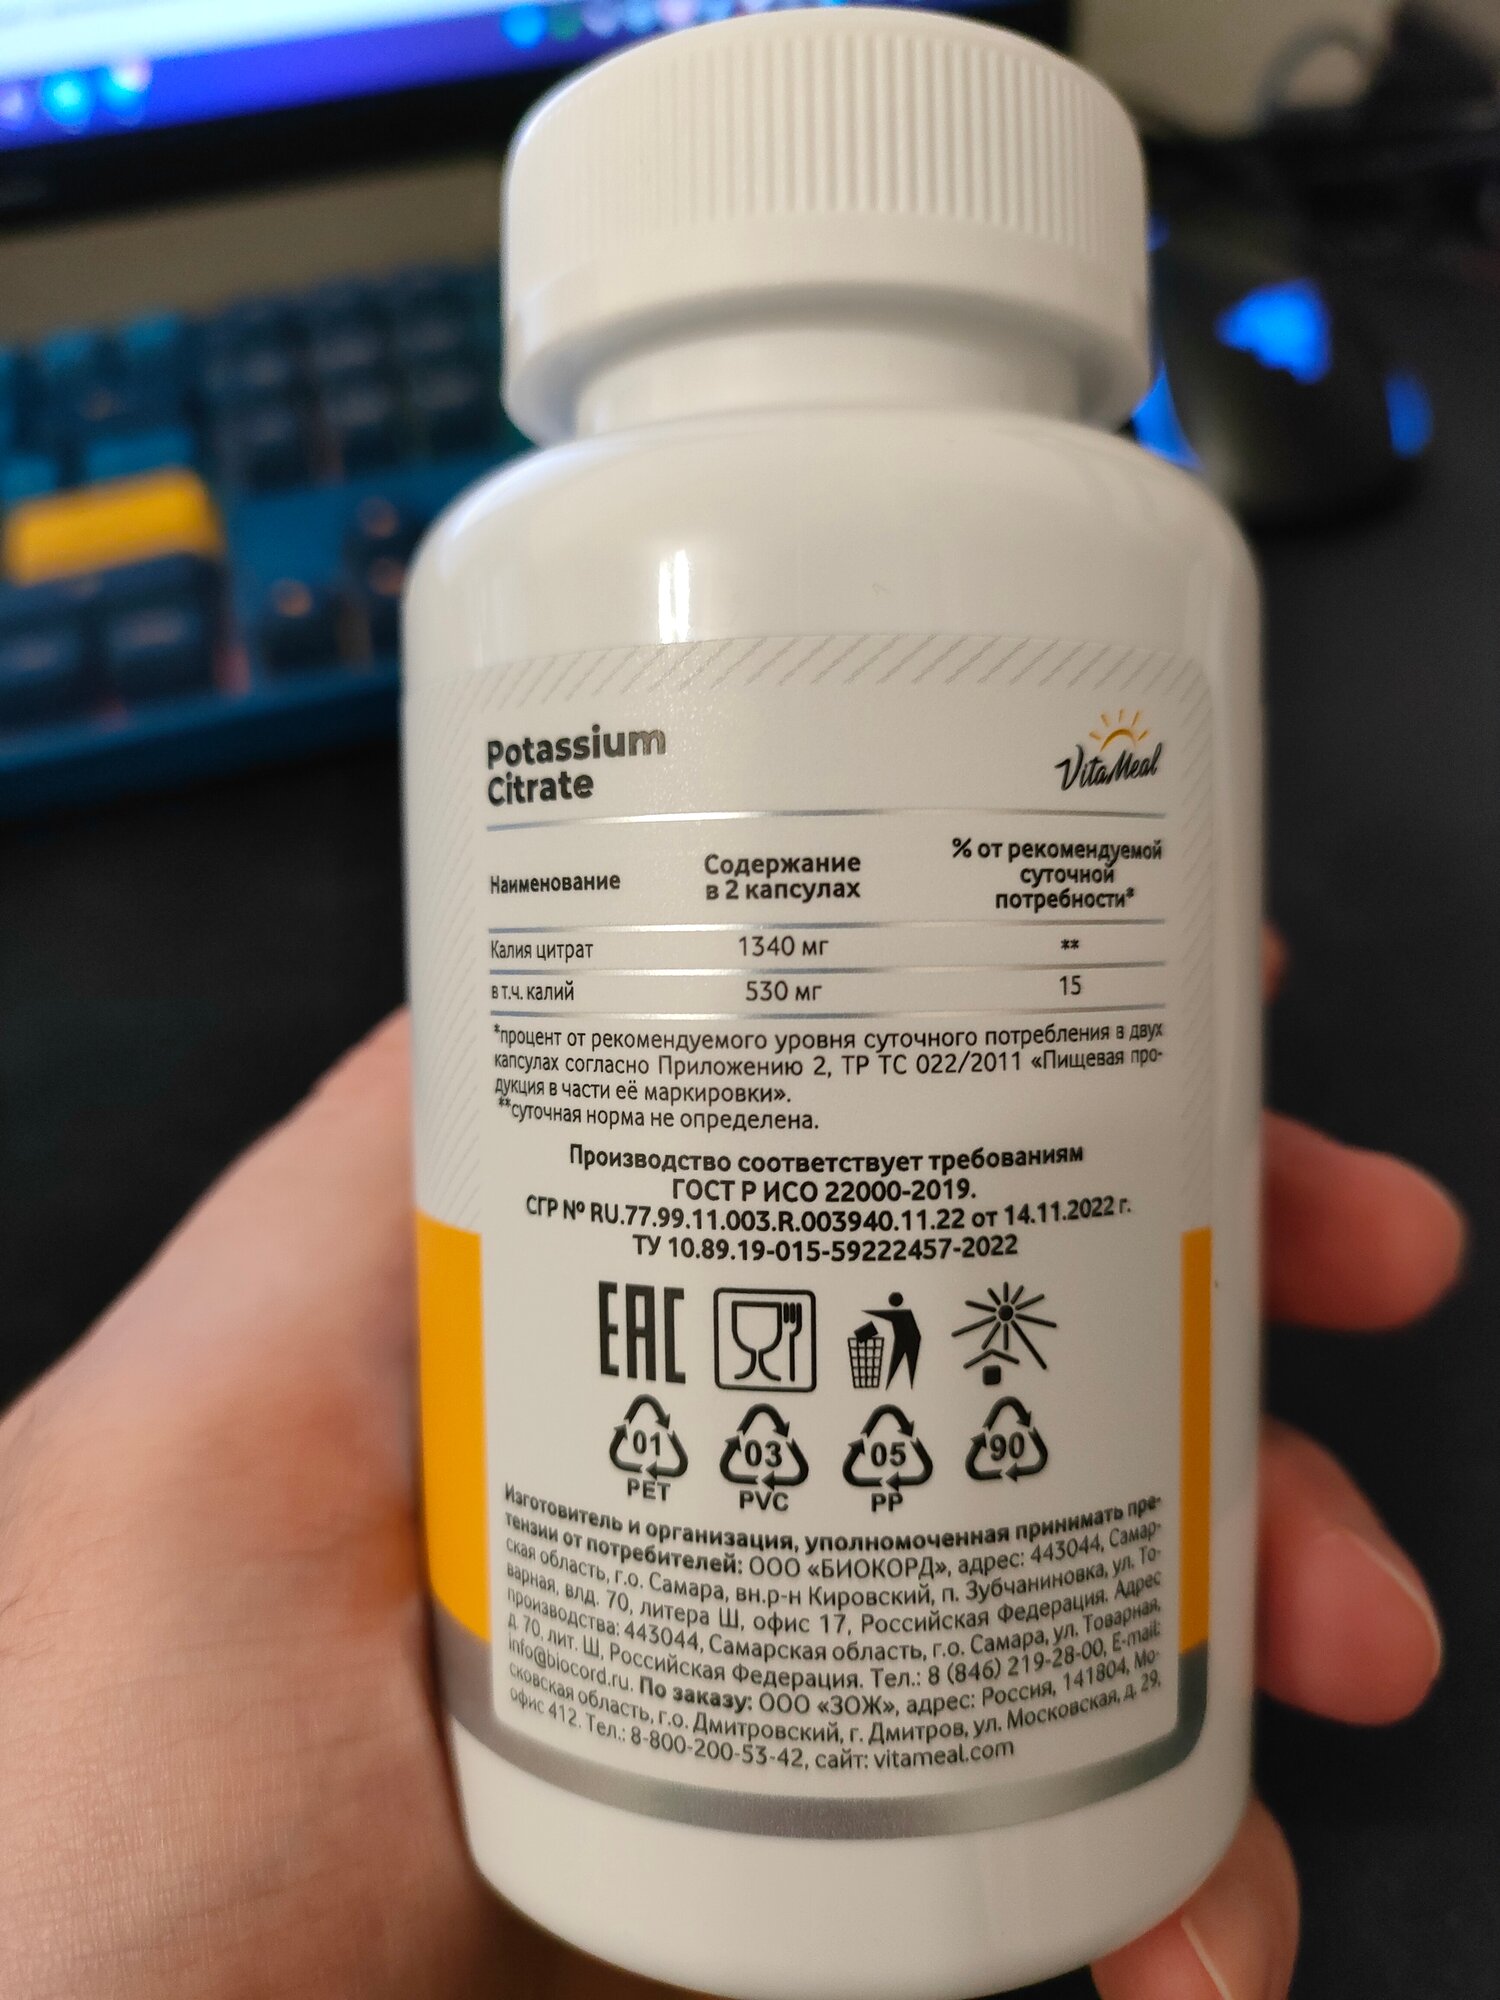 Potassium
Citrate
VitaMeal
Наименование
Содержание
в 2 капсулах
% от рекомендуемой
суточной
потребности*
Калия цитрат 1340 мг **
в т.ч. калий 530 мг 15
*процент от рекомендуемого уровня суточного потребления в двух
капсулах согласно Приложению 2, ТР ТС 022/2011 «Пищевая про-
дукция в части её маркировки».
**суточная норма не определена.
Производство соответствует требованиям
ГОСТ Р ИСО 22000-2019.
СГР № RU.77.99.11.003.R.003940.11.22 от 14.11.2022 г.
ТУ 10.89.19-015-59222457-2022
EAC
01 03 05 90
PET PVC PP
Изготовитель и организация, уполномоченная принимать пре-
тензии от потребителей: ООО «БИОКОРД», адрес: 443044, Самар-
ская область, г.о. Самара, вн.р-н Кировский, п. Зубчаниновка, ул. То-
варная, влд. 70, литера Ш, офис 17, Российская Федерация. Адрес
производства: 443044, Самарская область, г.о. Самара, ул. Товарная,
д. 70, лит. Ш, Российская Федерация. Тел.: 8 (846) 219-28-00, E-mail:
info@biocord.ru. По заказу: ООО «ЗОЖ», адрес: Россия, 141804, Мо-
сковская область, г.о. Дмитровский, г. Дмитров, ул. Московская, д. 29,
офис 412. Тел.: 8-800-200-53-42, сайт: vitameal.com